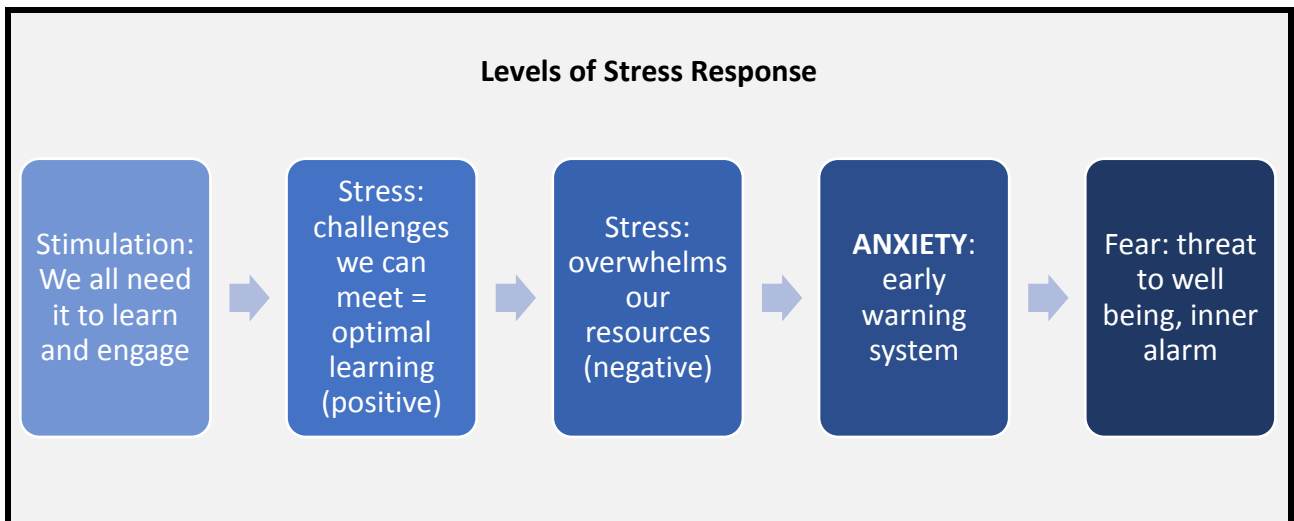 Levels of Stress Response
Stimulation:
We all need
it to learn
and engage
Stress:
challenges
we can
meet =
optimal
learning
(positive)
Stress:
overwhelms
our
resources
(negative)
ANXIETY:
early
warning
system
Fear: threat
to well
being, inner
alarm